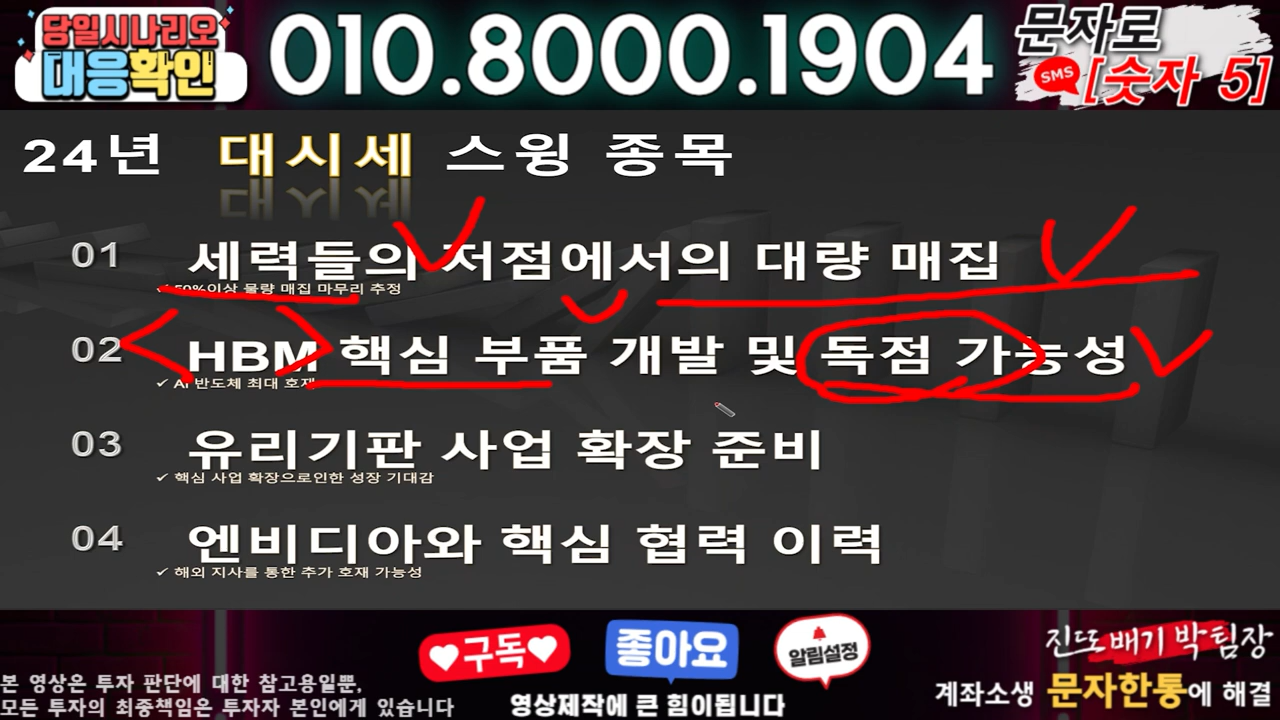 당일시나리오
대응확인
010.8000.1904
문자로
SMS [숫자 5]
24년 대시세 스윙 종목
01 세력들의 저점에서의 대량 매집
✓ 50%이상 물량 매집 마무리 추정
02 HBM 핵심 부품 개발 및 독점 가능성
✓ AI 반도체 최대 호재
03 유리기판 사업 확장 준비
✓ 핵심 사업 확장으로인한 성장 기대감
04 엔비디아와 핵심 협력 이력
✓ 해외 지사를 통한 추가 호재 가능성
구독
좋아요
알림설정
영상제작에 큰 힘이됩니다
본 영상은 투자 판단에 대한 참고용일뿐,
모든 투자의 최종책임은 투자자 본인에게 있습니다
진또배기 박팀장
계좌소생 문자한통에 해결